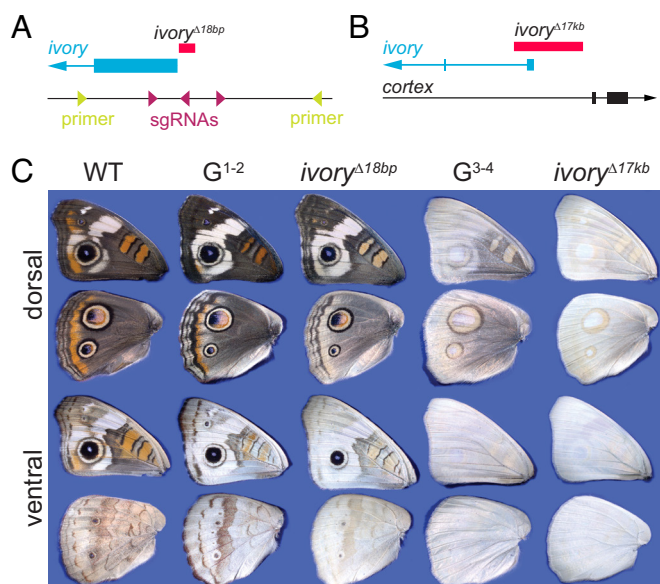 A
ivory^Δ18bp
ivory
primer
sgRNAs
primer
B
ivory^Δ17kb
ivory
cortex
C
WT G^1-2 ivory^Δ18bp G^3-4 ivory^Δ17kb
dorsal
ventral